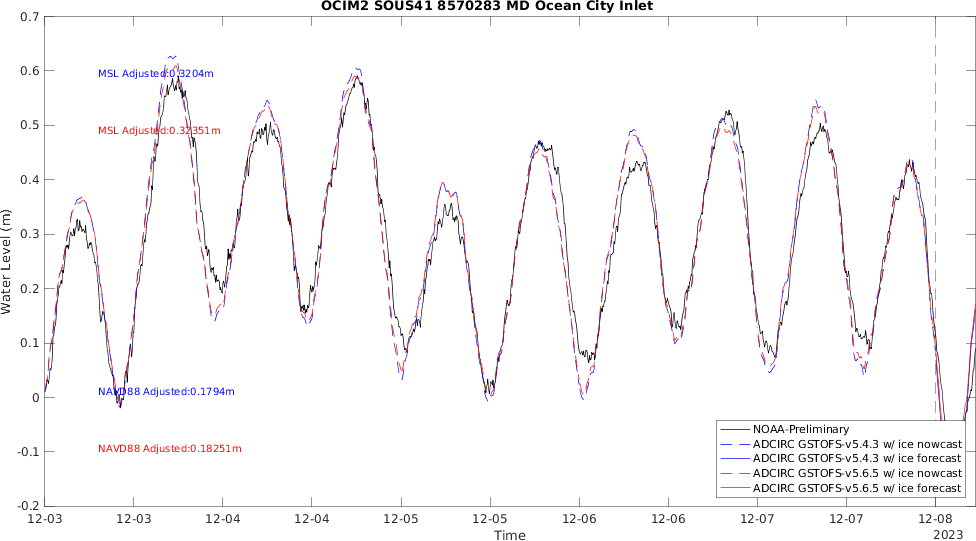 OCIM2 SOUS41 8570283 MD Ocean City Inlet
0.7
0.6
0.5
0.4
0.3
0.2
0.1
0
-0.1
-0.2
Water Level (m)
MSL Adjusted:0.3204m
MSL Adjusted:0.32351m
NAVD88 Adjusted:0.1794m
NAVD88 Adjusted:0.18251m
NOAA-Preliminary
ADCIRC GSTOFS-v5.4.3 w/ ice nowcast
ADCIRC GSTOFS-v5.4.3 w/ ice forecast
ADCIRC GSTOFS-v5.6.5 w/ ice nowcast
ADCIRC GSTOFS-v5.6.5 w/ ice forecast
12-03 12-03 12-04 12-04 12-05 12-05 12-06 12-06 12-07 12-07 12-08
2023
Time